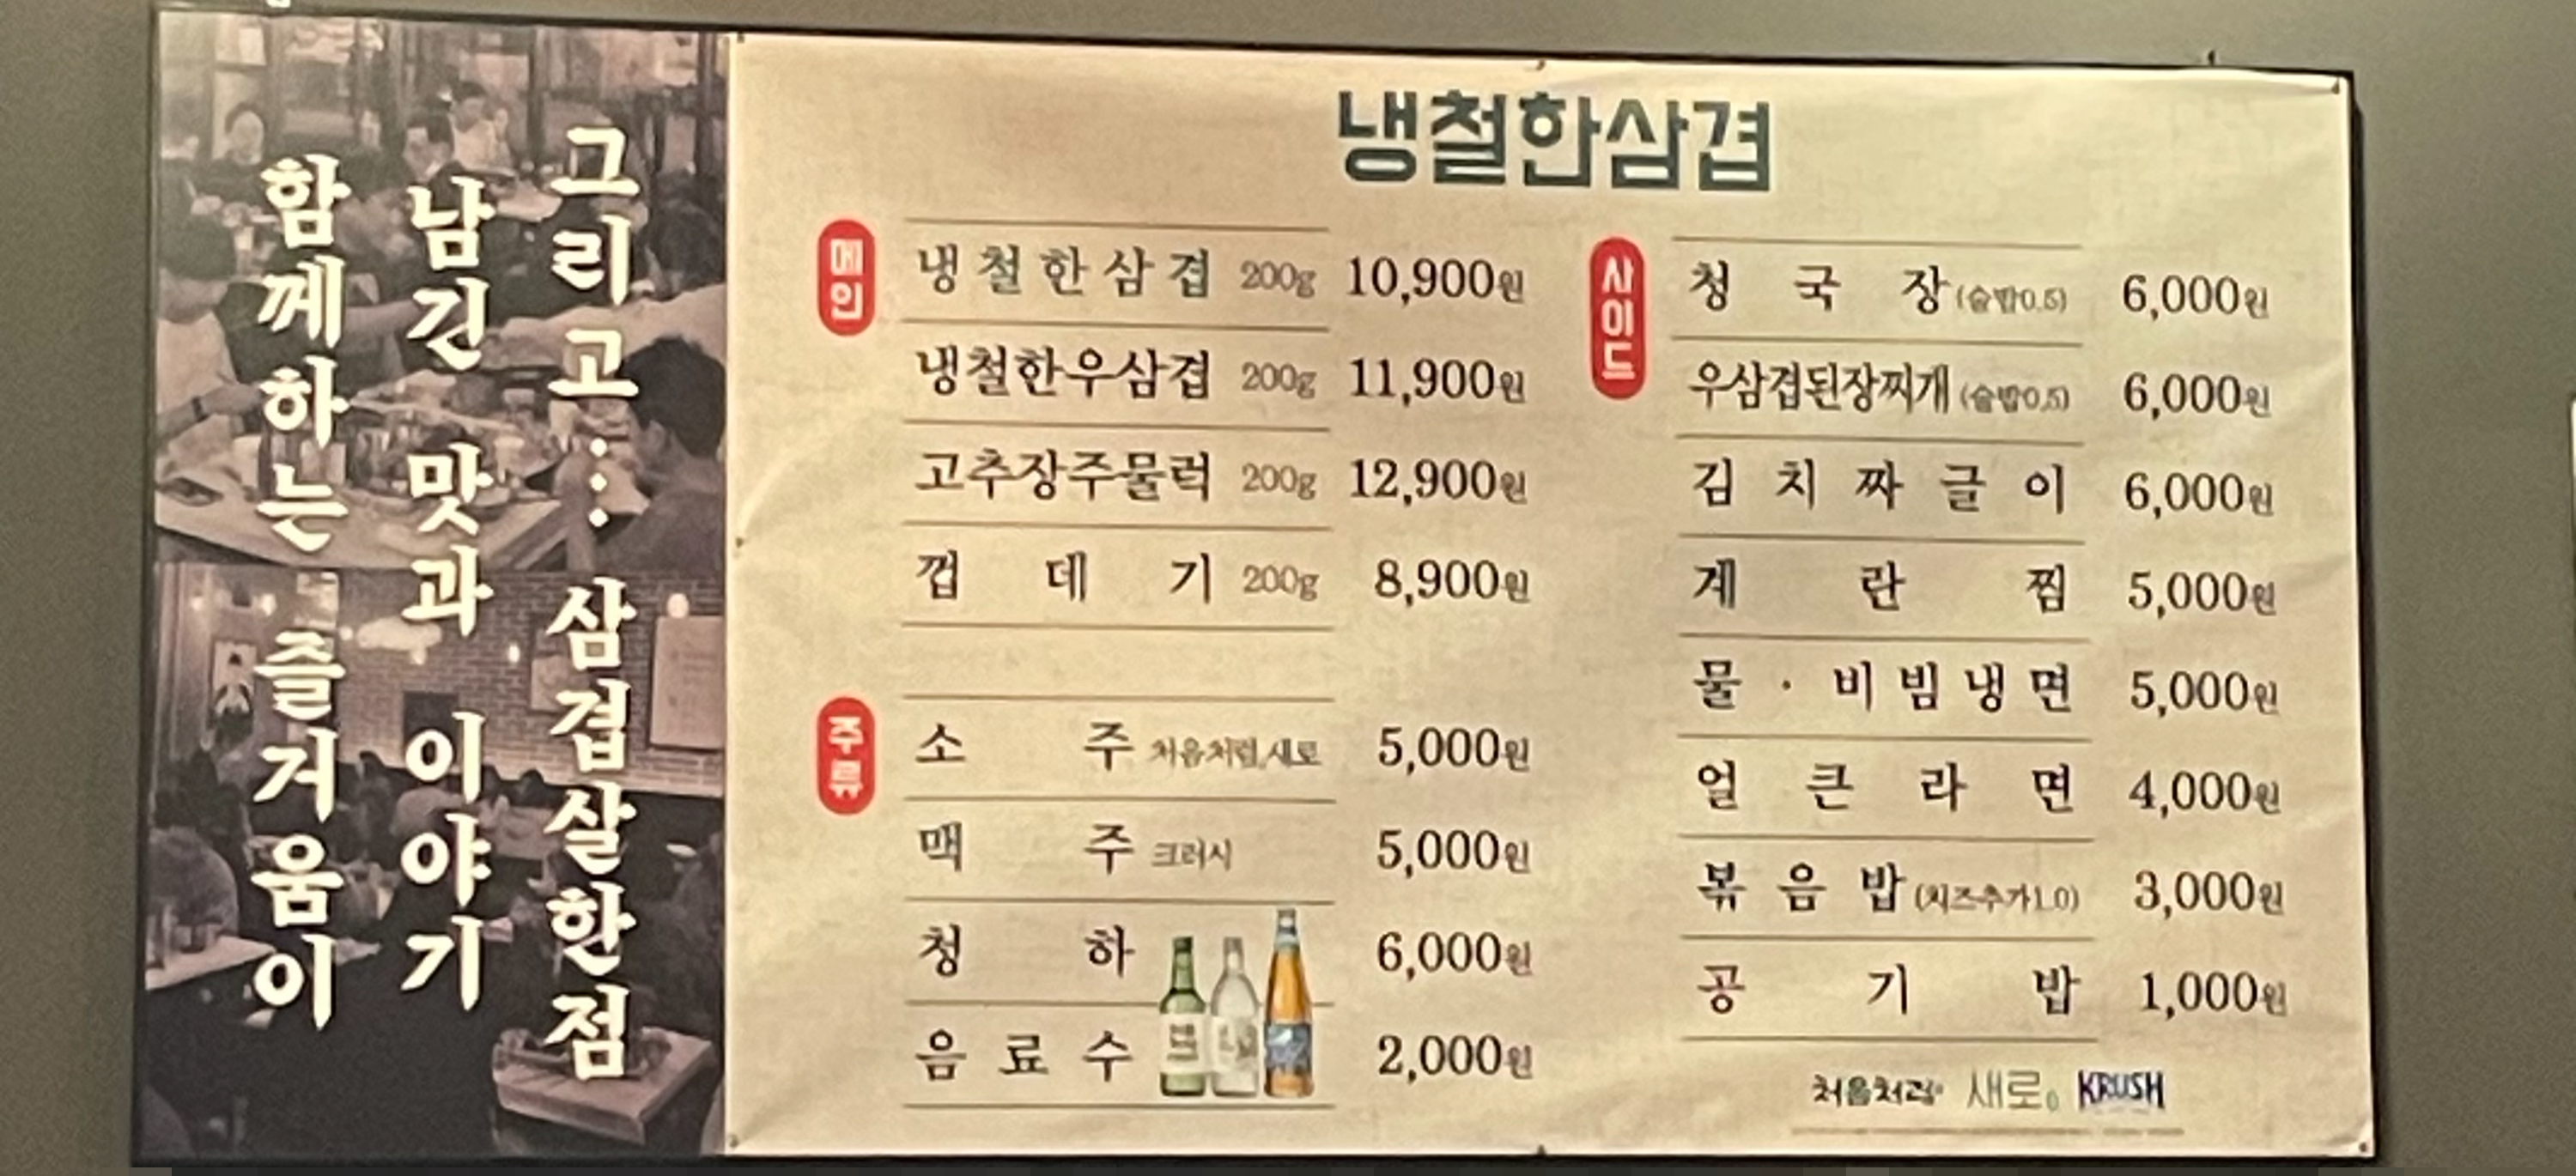 그리고... 삼겹살한점
남긴 맛과 이야기
함께하는 즐거움이
냉철한삼겹
메인
냉철한삼겹 200g 10,900원
냉철한우삼겹 200g 11,900원
고추장주물럭 200g 12,900원
껍데기 200g 8,900원
주류
소주 처음처럼,새로 5,000원
맥주 크러시 5,000원
청하 6,000원
음료수 2,000원
사이드
청국장 (술밥0.5) 6,000원
우삼겹된장찌개 (술밥0.5) 6,000원
김치짜글이 6,000원
계란찜 5,000원
물·비빔냉면 5,000원
얼큰라면 4,000원
볶음밥 (치즈추가1.0) 3,000원
공기밥 1,000원
처음처럼 새로 KRUSH